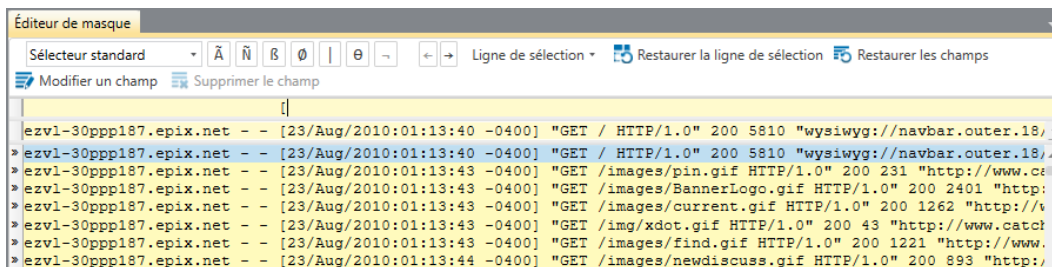 Éditeur de masque
Sélecteur standard Ã Ñ ß Ø | θ ¬ ← → Ligne de sélection Restaurer la ligne de sélection Restaurer les champs
Modifier un champ Supprimer le champ
[
ezvl-30ppp187.epix.net - - [23/Aug/2010:01:13:40 -0400] "GET / HTTP/1.0" 200 5810 "wysiwyg://navbar.outer.18/
» ezvl-30ppp187.epix.net - - [23/Aug/2010:01:13:40 -0400] "GET / HTTP/1.0" 200 5810 "wysiwyg://navbar.outer.18/
» ezvl-30ppp187.epix.net - - [23/Aug/2010:01:13:43 -0400] "GET /images/pin.gif HTTP/1.0" 200 231 "http://www.ca
» ezvl-30ppp187.epix.net - - [23/Aug/2010:01:13:43 -0400] "GET /images/BannerLogo.gif HTTP/1.0" 200 2401 "http:
» ezvl-30ppp187.epix.net - - [23/Aug/2010:01:13:43 -0400] "GET /images/current.gif HTTP/1.0" 200 1262 "http://w
» ezvl-30ppp187.epix.net - - [23/Aug/2010:01:13:43 -0400] "GET /img/xdot.gif HTTP/1.0" 200 43 "http://www.catch
» ezvl-30ppp187.epix.net - - [23/Aug/2010:01:13:44 -0400] "GET /images/find.gif HTTP/1.0" 200 1221 "http://www.
» ezvl-30ppp187.epix.net - - [23/Aug/2010:01:13:44 -0400] "GET /images/newdiscuss.gif HTTP/1.0" 200 893 "http:/